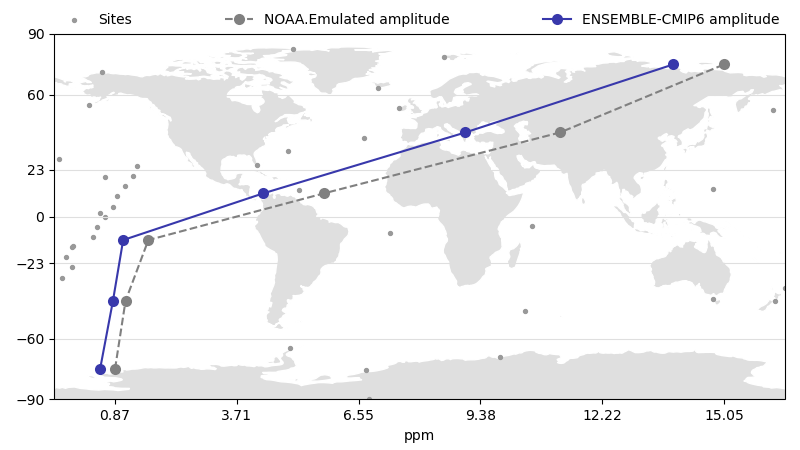 Sites NOAA.Emulated amplitude ENSEMBLE-CMIP6 amplitude
90
60
23
0
−23
−60
−90
0.87 3.71 6.55 9.38 12.22 15.05
ppm